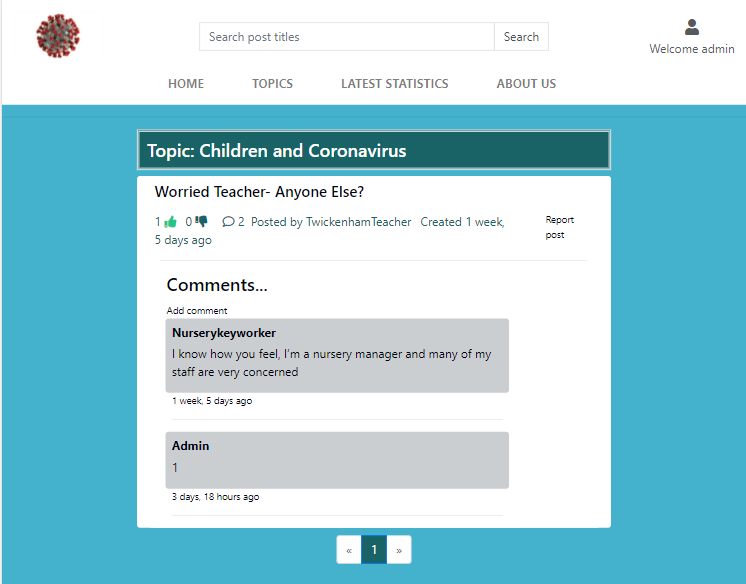 Search post titles Search
Welcome admin
HOME TOPICS LATEST STATISTICS ABOUT US
Topic: Children and Coronavirus
Worried Teacher- Anyone Else?
1 0 2 Posted by TwickenhamTeacher Created 1 week,
5 days ago
Report
post
Comments...
Add comment
Nurserykeyworker
I know how you feel, I'm a nursery manager and many of my
staff are very concerned
1 week, 5 days ago
Admin
1
3 days, 18 hours ago
« 1 »